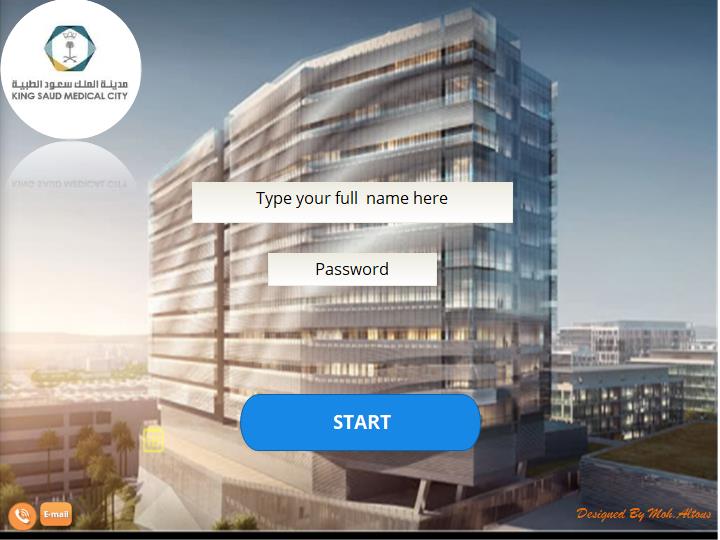 مدينة الملك سعود الطبية
KING SAUD MEDICAL CITY
Type your full  name here
Password
START
E-mail
Designed By Moh.Altous